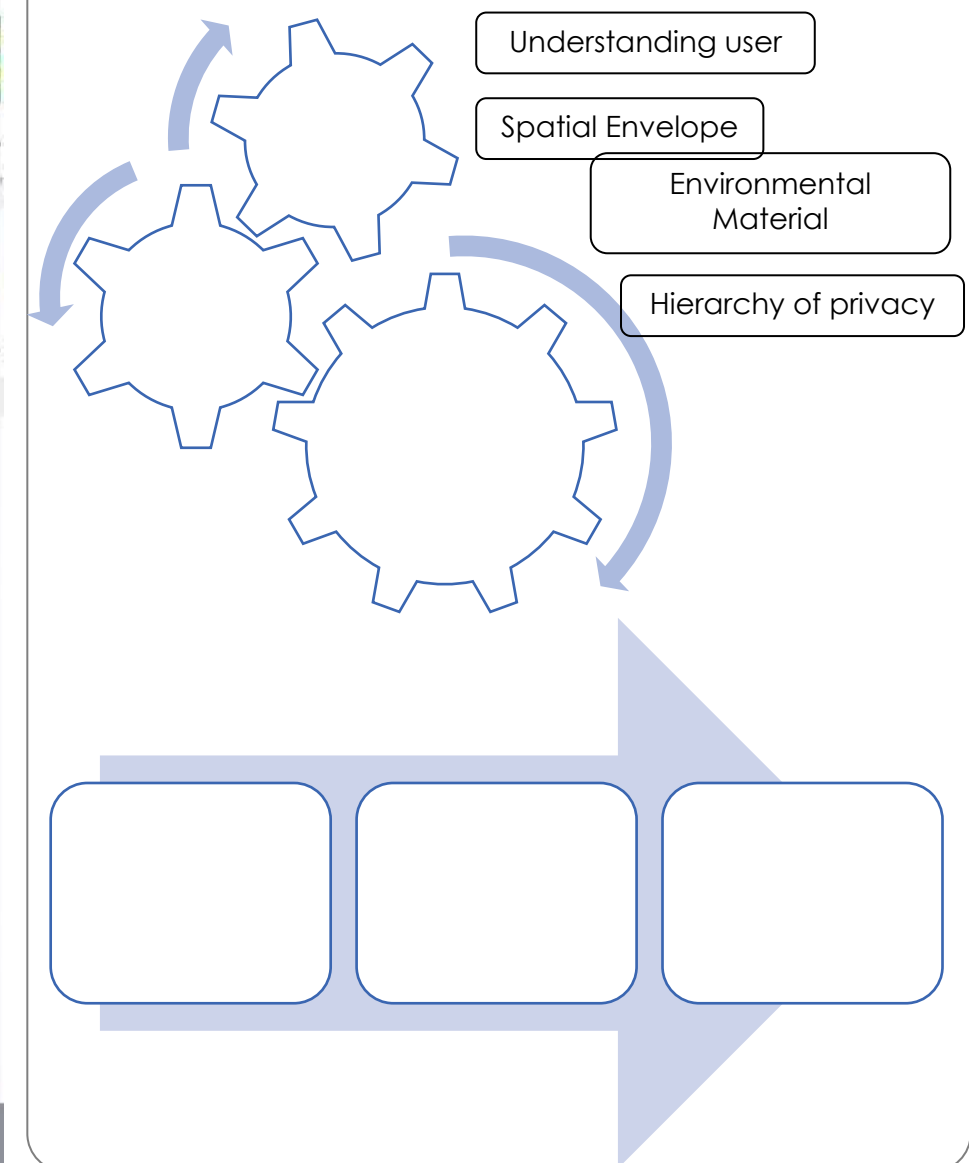 Understanding user
Spatial Envelope
Environmental
Material
Hierarchy of privacy